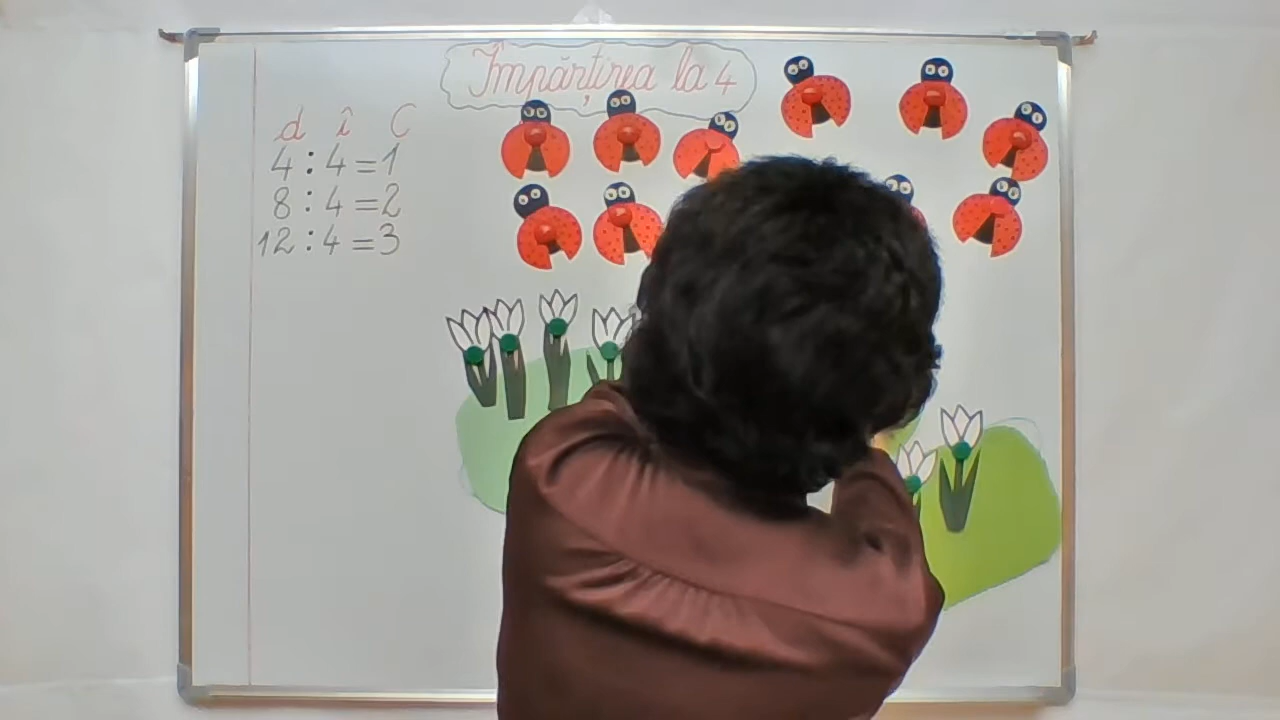 Împărțirea la 4
d î C
4 : 4 = 1
8 : 4 = 2
12 : 4 = 3